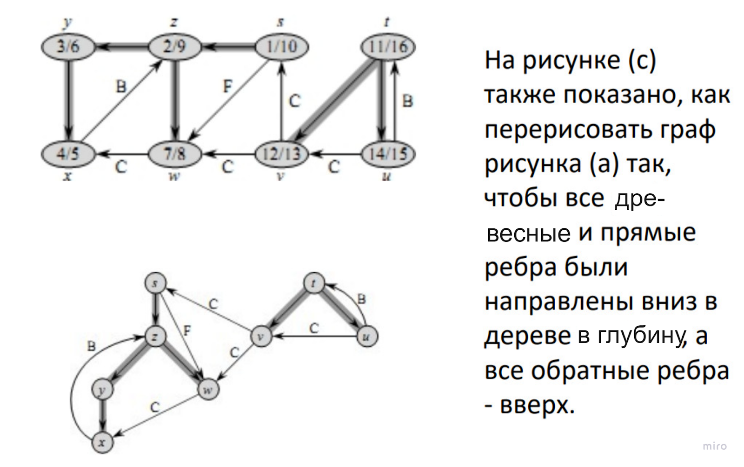 y z s t
3/6 2/9 1/10 11/16
B F C B
4/5 7/8 12/13 14/15
C C C
x w v u
s t
C B
z F v C u
B C
y w
C
x
На рисунке (c)
также показано, как
перерисовать граф
рисунка (a) так,
чтобы все дре-
весные и прямые
ребра были
направлены вниз в
дереве в глубину, а
все обратные ребра
- вверх.
miro